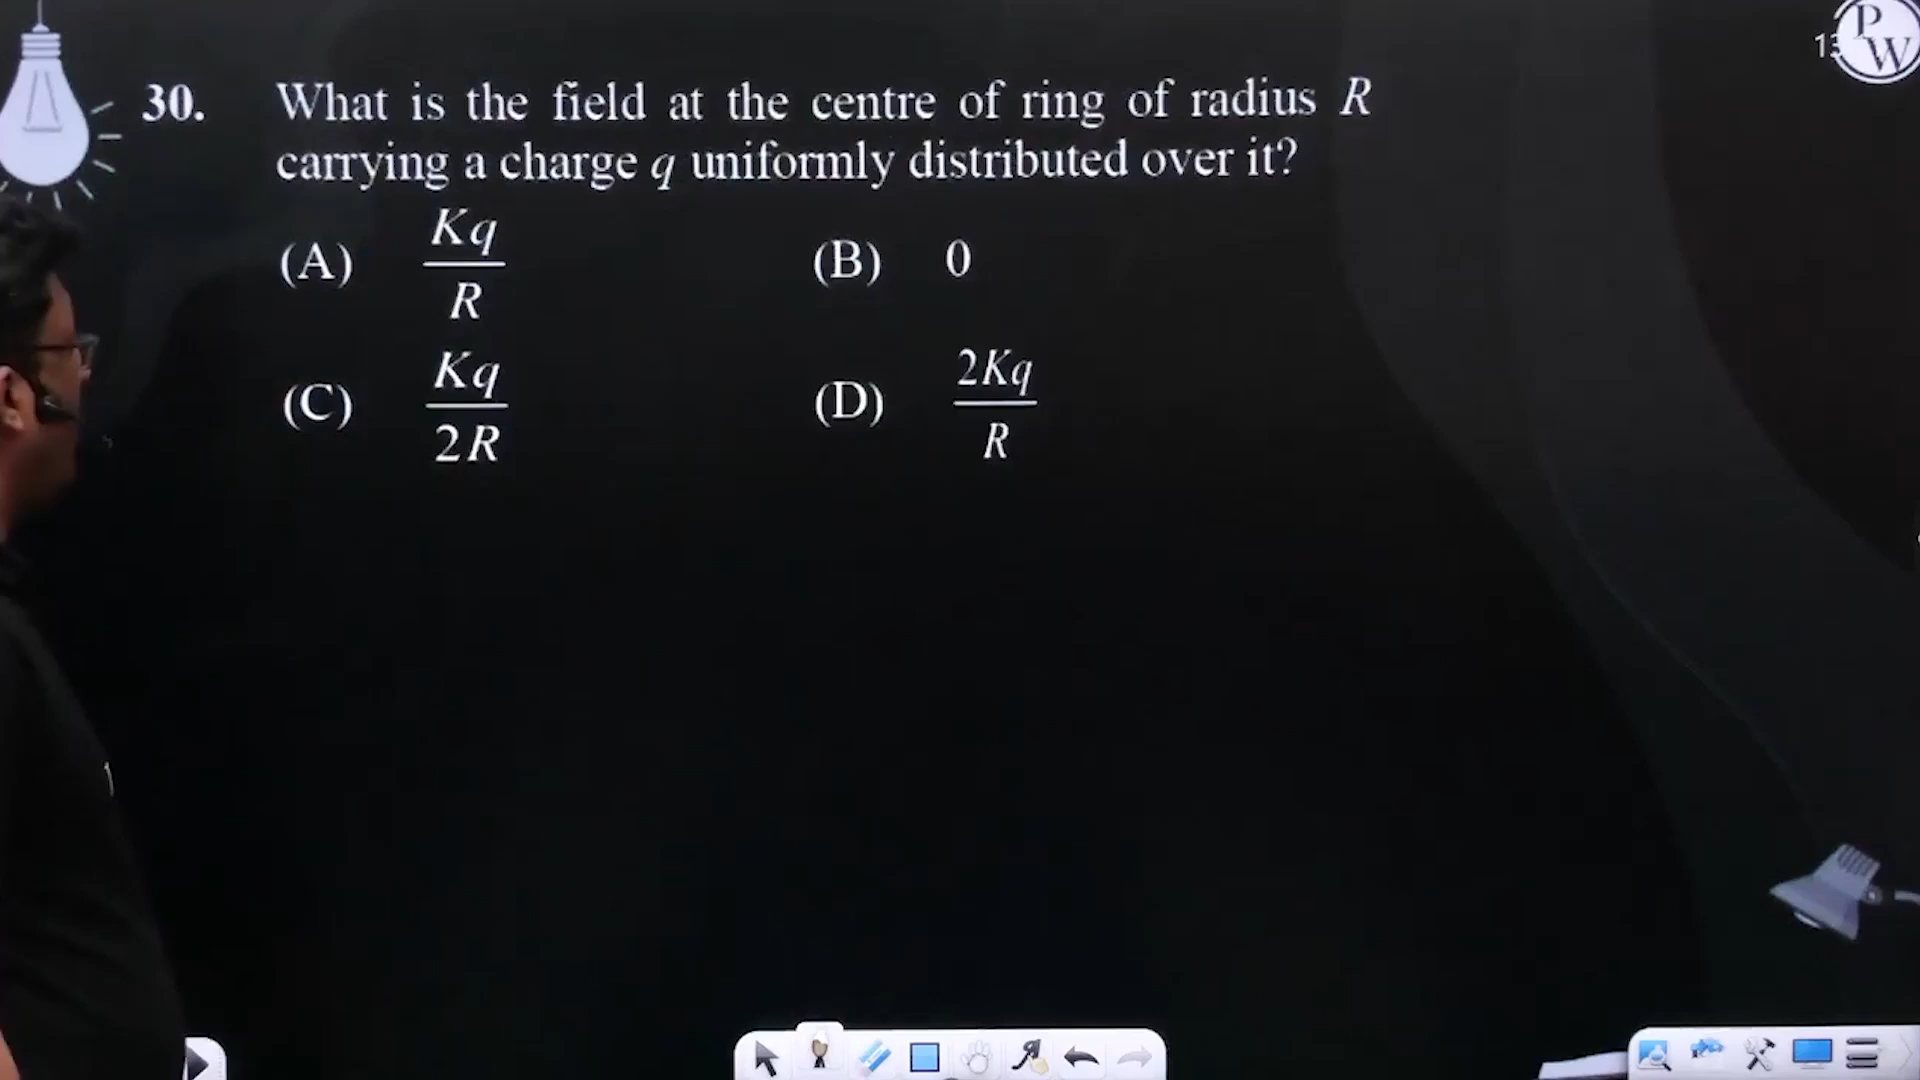 P
W
13
30. What is the field at the centre of ring of radius R
carrying a charge q uniformly distributed over it?
(A) Kq/R (B) 0
(C) Kq/2R (D) 2Kq/R